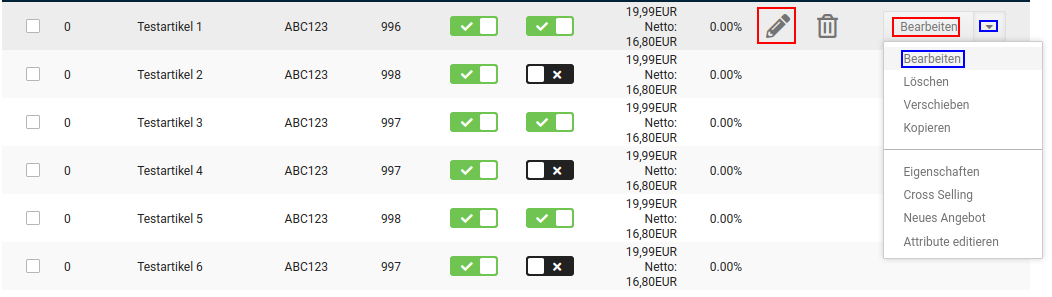 19,99EUR
0 Testartikel 1 ABC123 996 Netto: 0.00% Bearbeiten
16,80EUR
Bearbeiten
Löschen
Verschieben
Kopieren
Eigenschaften
Cross Selling
Neues Angebot
Attribute editieren
19,99EUR
0 Testartikel 2 ABC123 998 Netto: 0.00%
16,80EUR
19,99EUR
0 Testartikel 3 ABC123 997 Netto: 0.00%
16,80EUR
19,99EUR
0 Testartikel 4 ABC123 997 Netto: 0.00%
16,80EUR
19,99EUR
0 Testartikel 5 ABC123 998 Netto: 0.00%
16,80EUR
19,99EUR
0 Testartikel 6 ABC123 997 Netto: 0.00%
16,80EUR